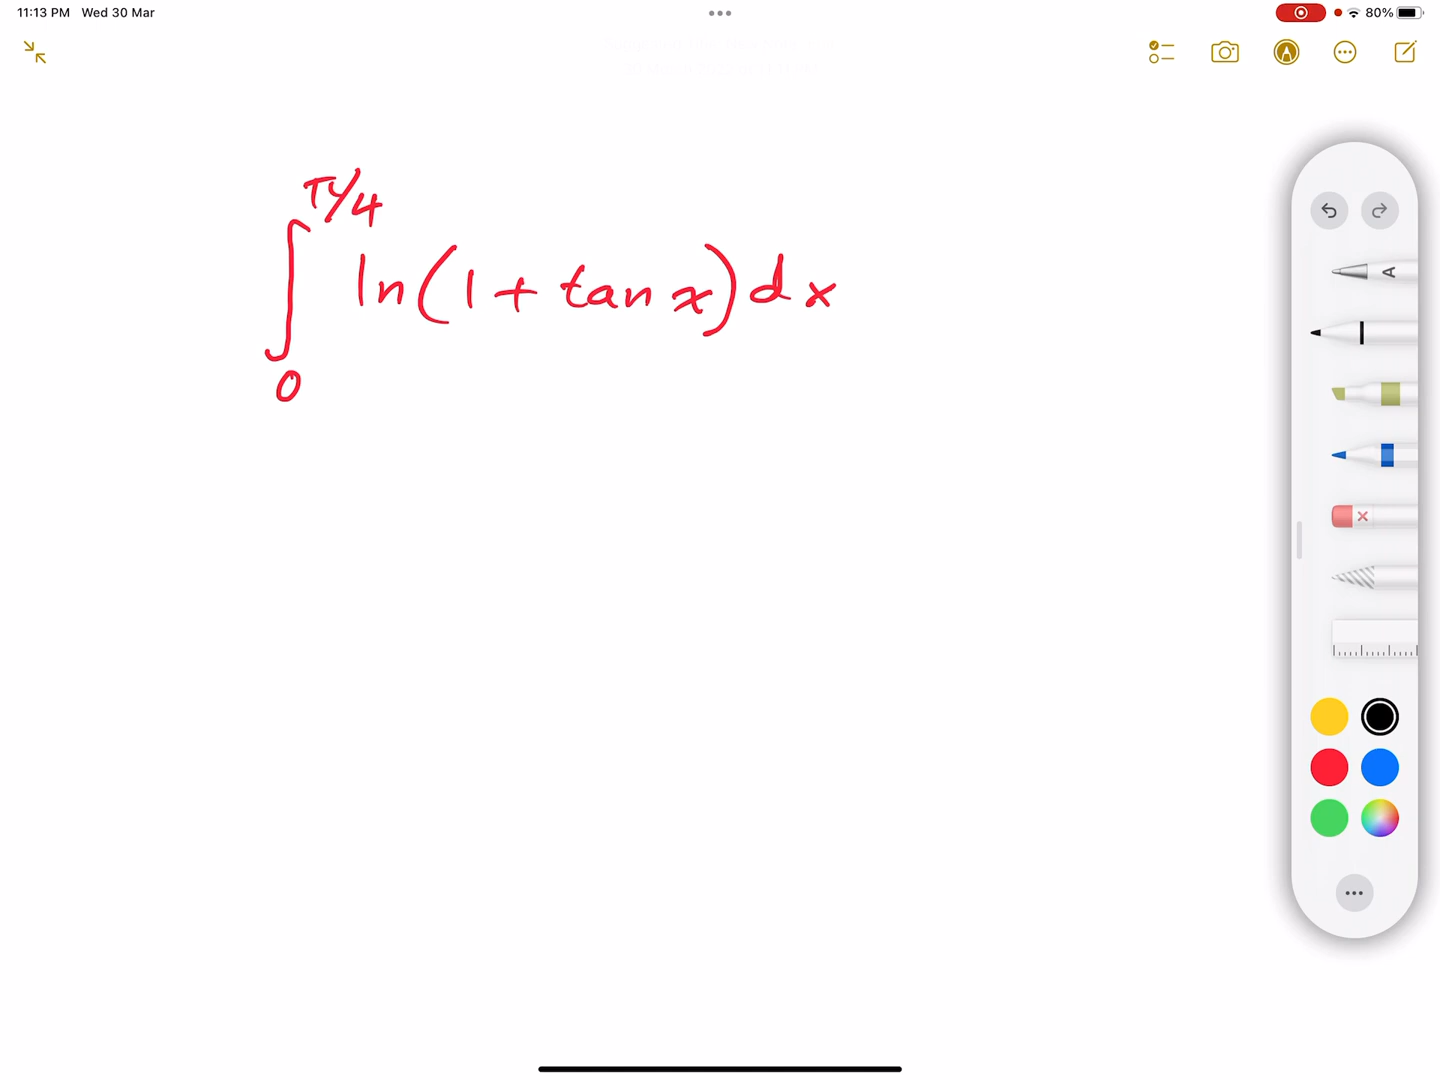 11:13 PM Wed 30 Mar 80%
π/4
∫ ln(1 + tan x) dx
0
A